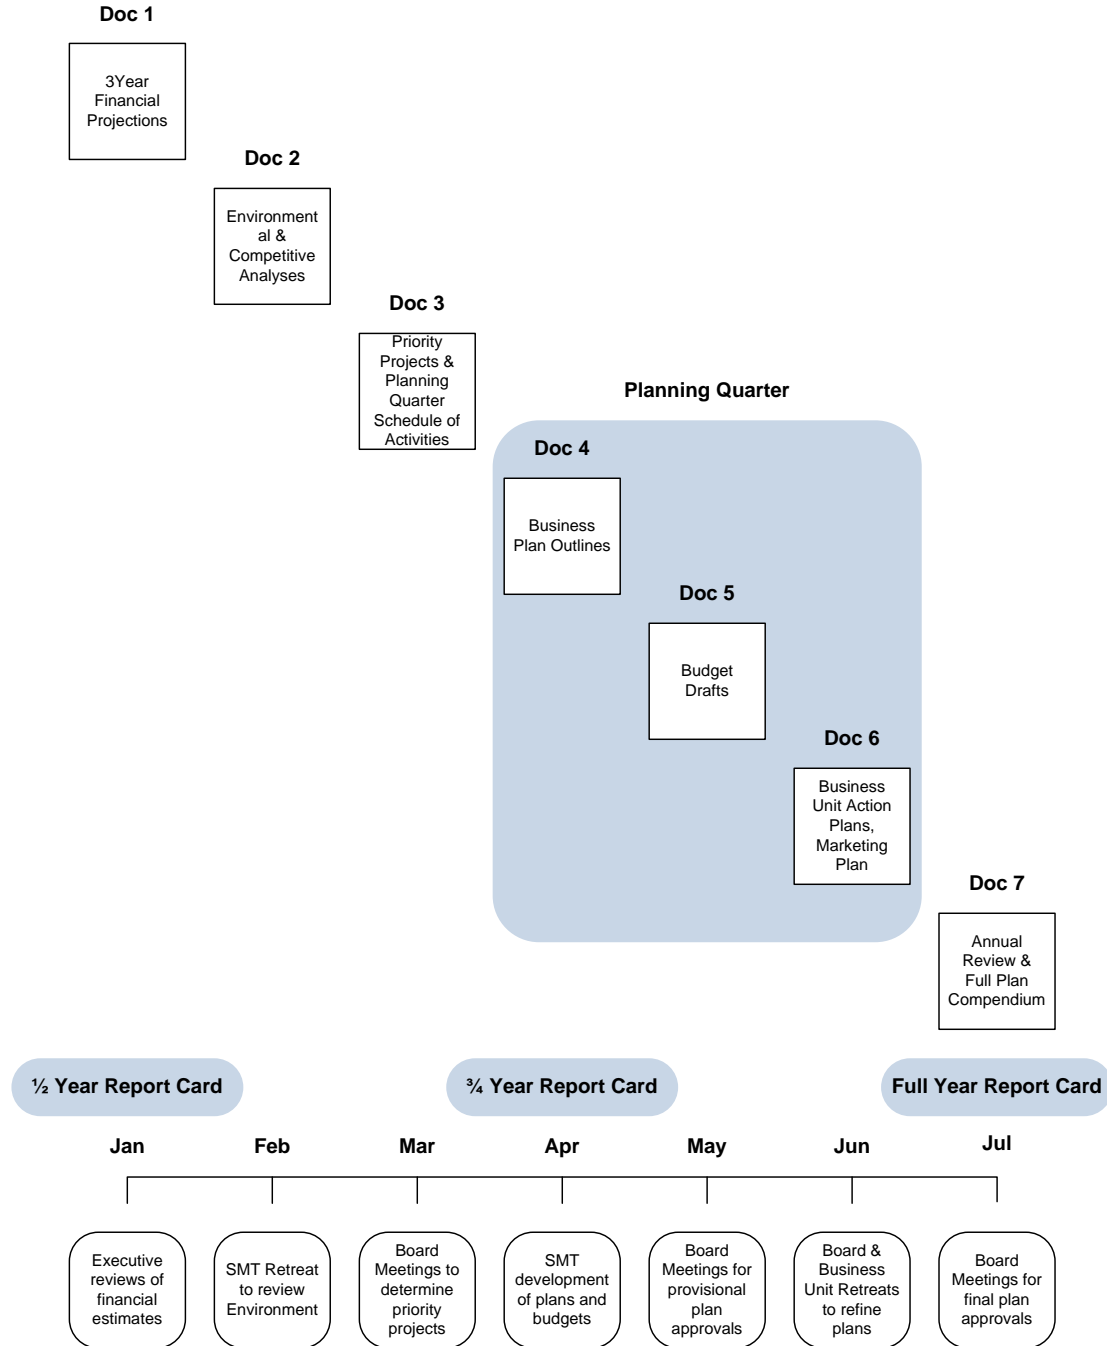 Doc 1
3Year
Financial
Projections
Doc 2
Environment
al &
Competitive
Analyses
Doc 3
Priority
Projects &
Planning
Quarter
Schedule of
Activities
Planning Quarter
Doc 4
Business
Plan Outlines
Doc 5
Budget
Drafts
Doc 6
Business
Unit Action
Plans,
Marketing
Plan
Doc 7
Annual
Review &
Full Plan
Compendium
½ Year Report Card
¾ Year Report Card
Full Year Report Card
Jan
Feb
Mar
Apr
May
Jun
Jul
Executive
reviews of
financial
estimates
SMT Retreat
to review
Environment
Board
Meetings to
determine
priority
projects
SMT
development
of plans and
budgets
Board
Meetings for
provisional
plan
approvals
Board &
Business
Unit Retreats
to refine
plans
Board
Meetings for
final plan
approvals